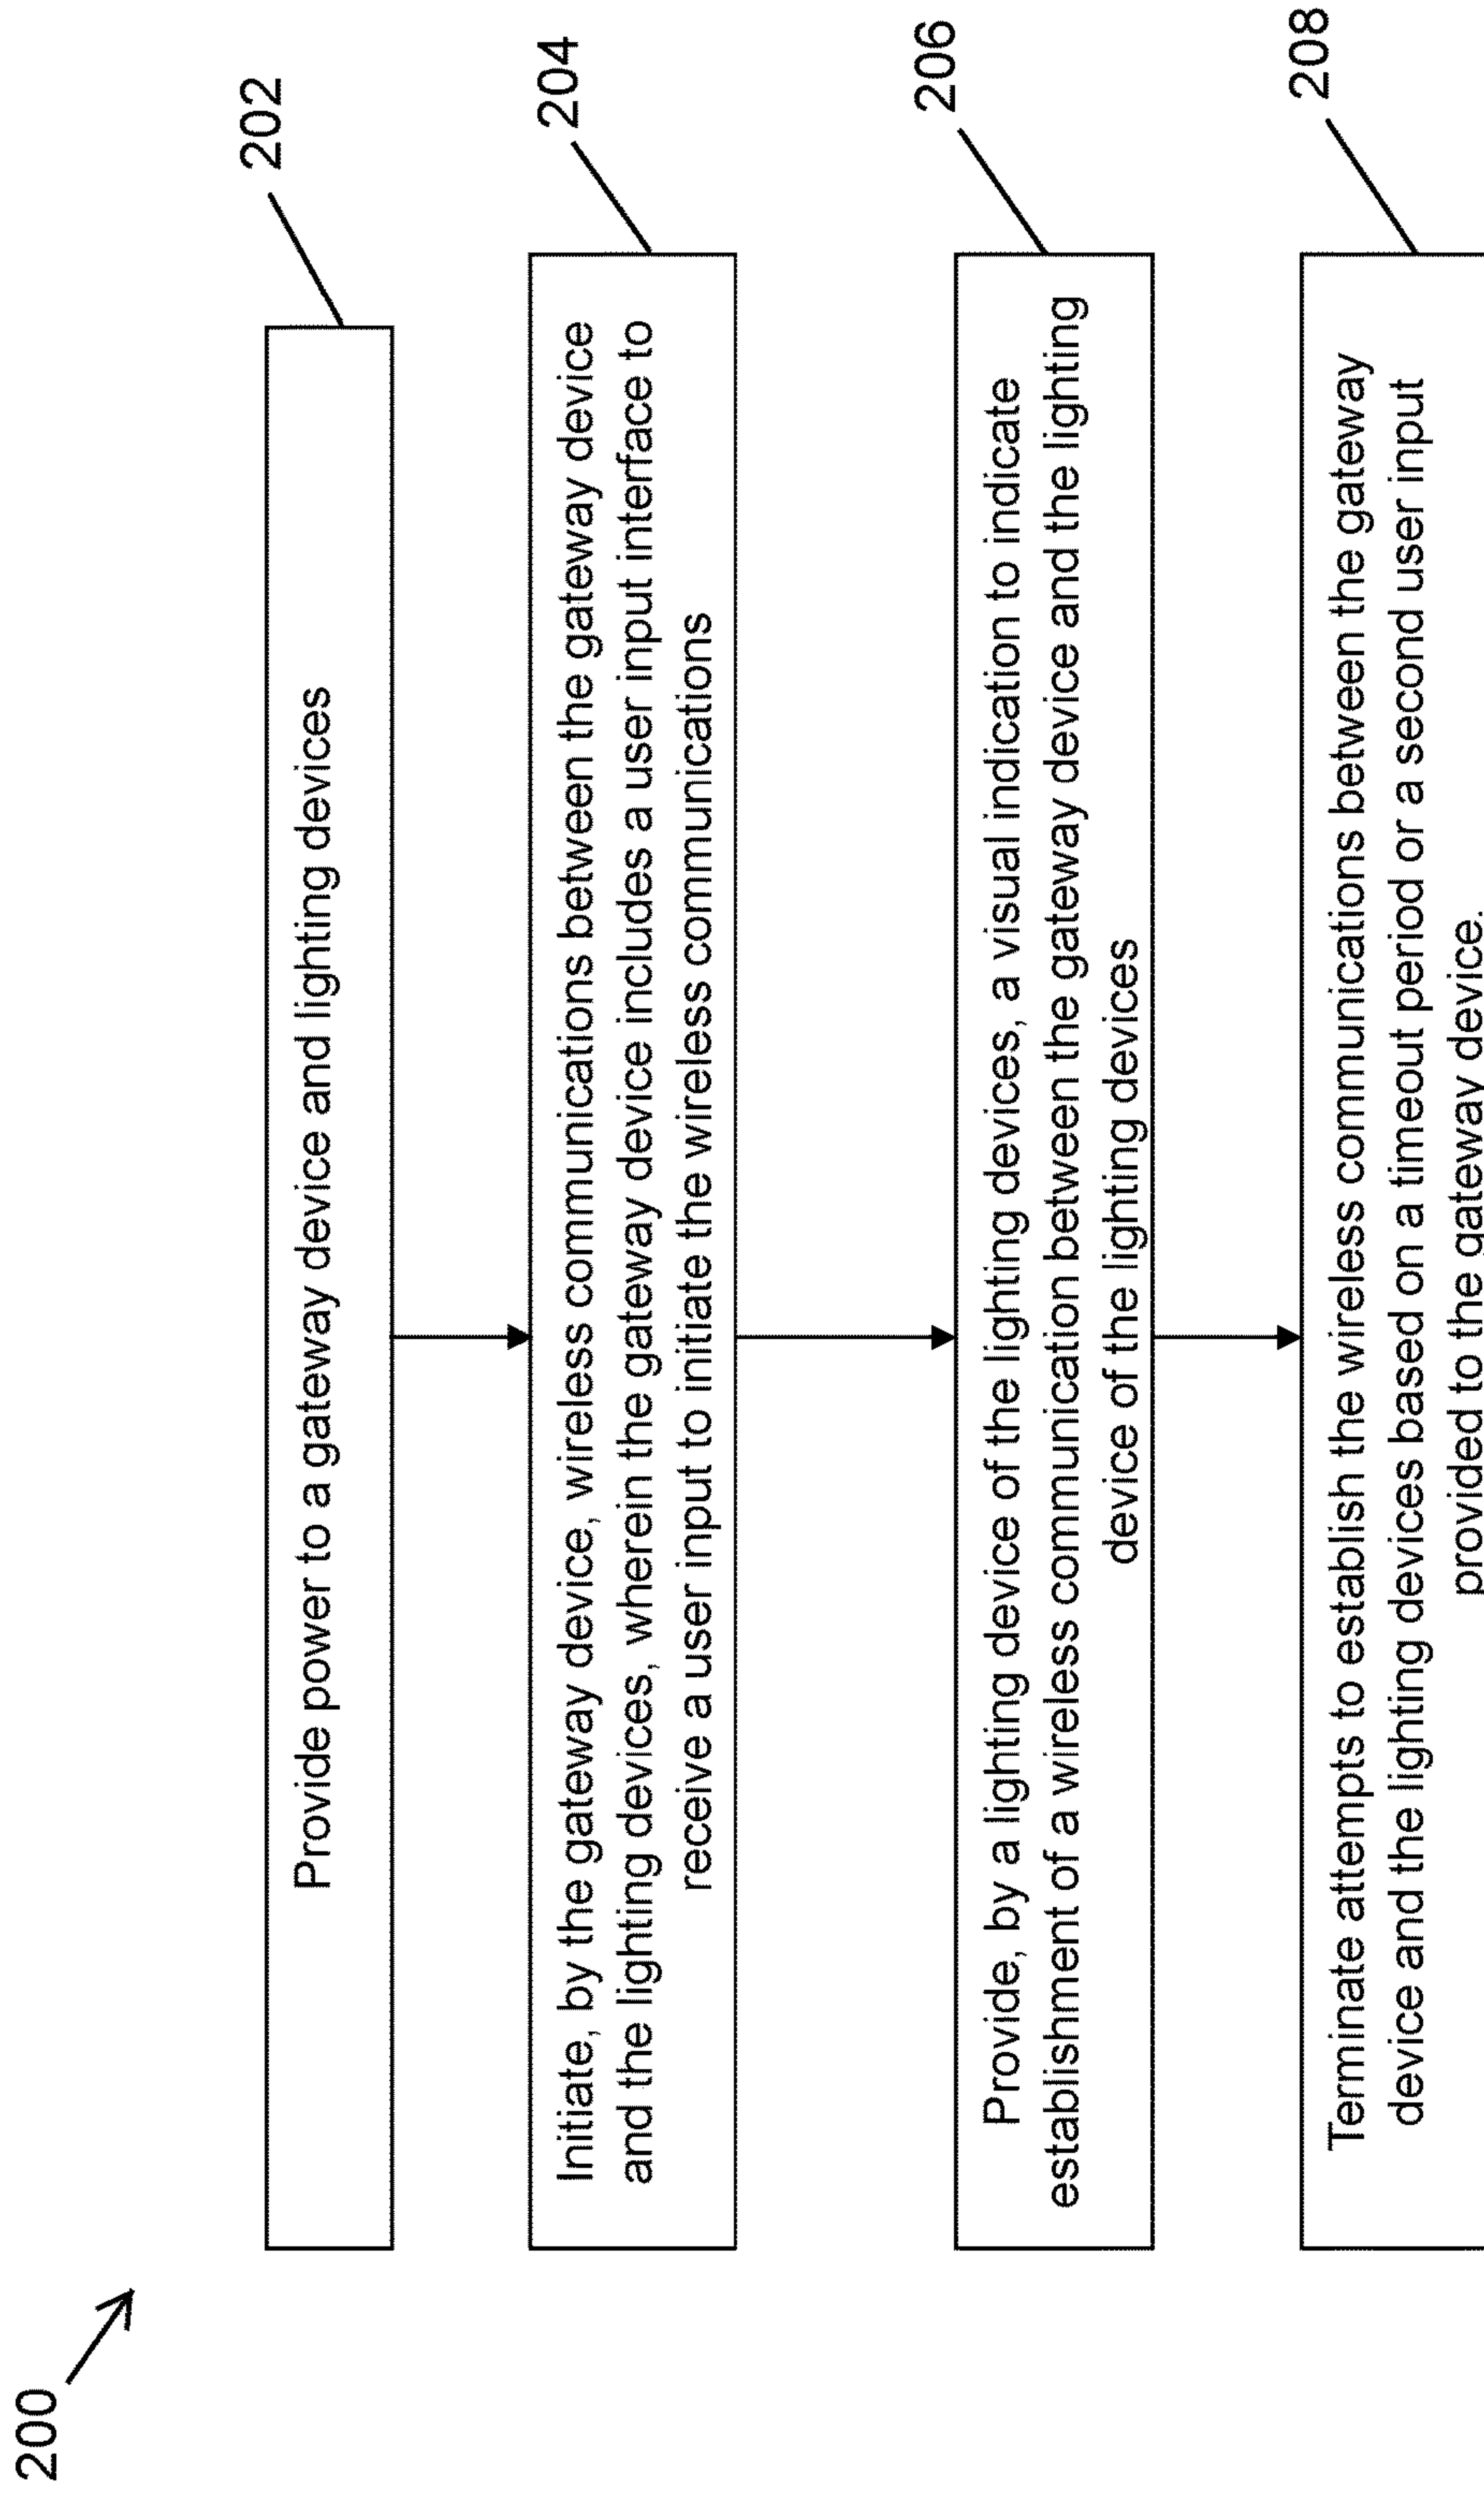 200
202
Provide power to a gateway device and lighting devices
204
Initiate, by the gateway device, wireless communications between the gateway device
and the lighting devices, wherein the gateway device includes a user input interface to
receive a user input to initiate the wireless communications
206
Provide, by a lighting device of the lighting devices, a visual indication to indicate
establishment of a wireless communication between the gateway device and the lighting
device of the lighting devices
208
Terminate attempts to establish the wireless communications between the gateway
device and the lighting devices based on a timeout period or a second user input
provided to the gateway device.